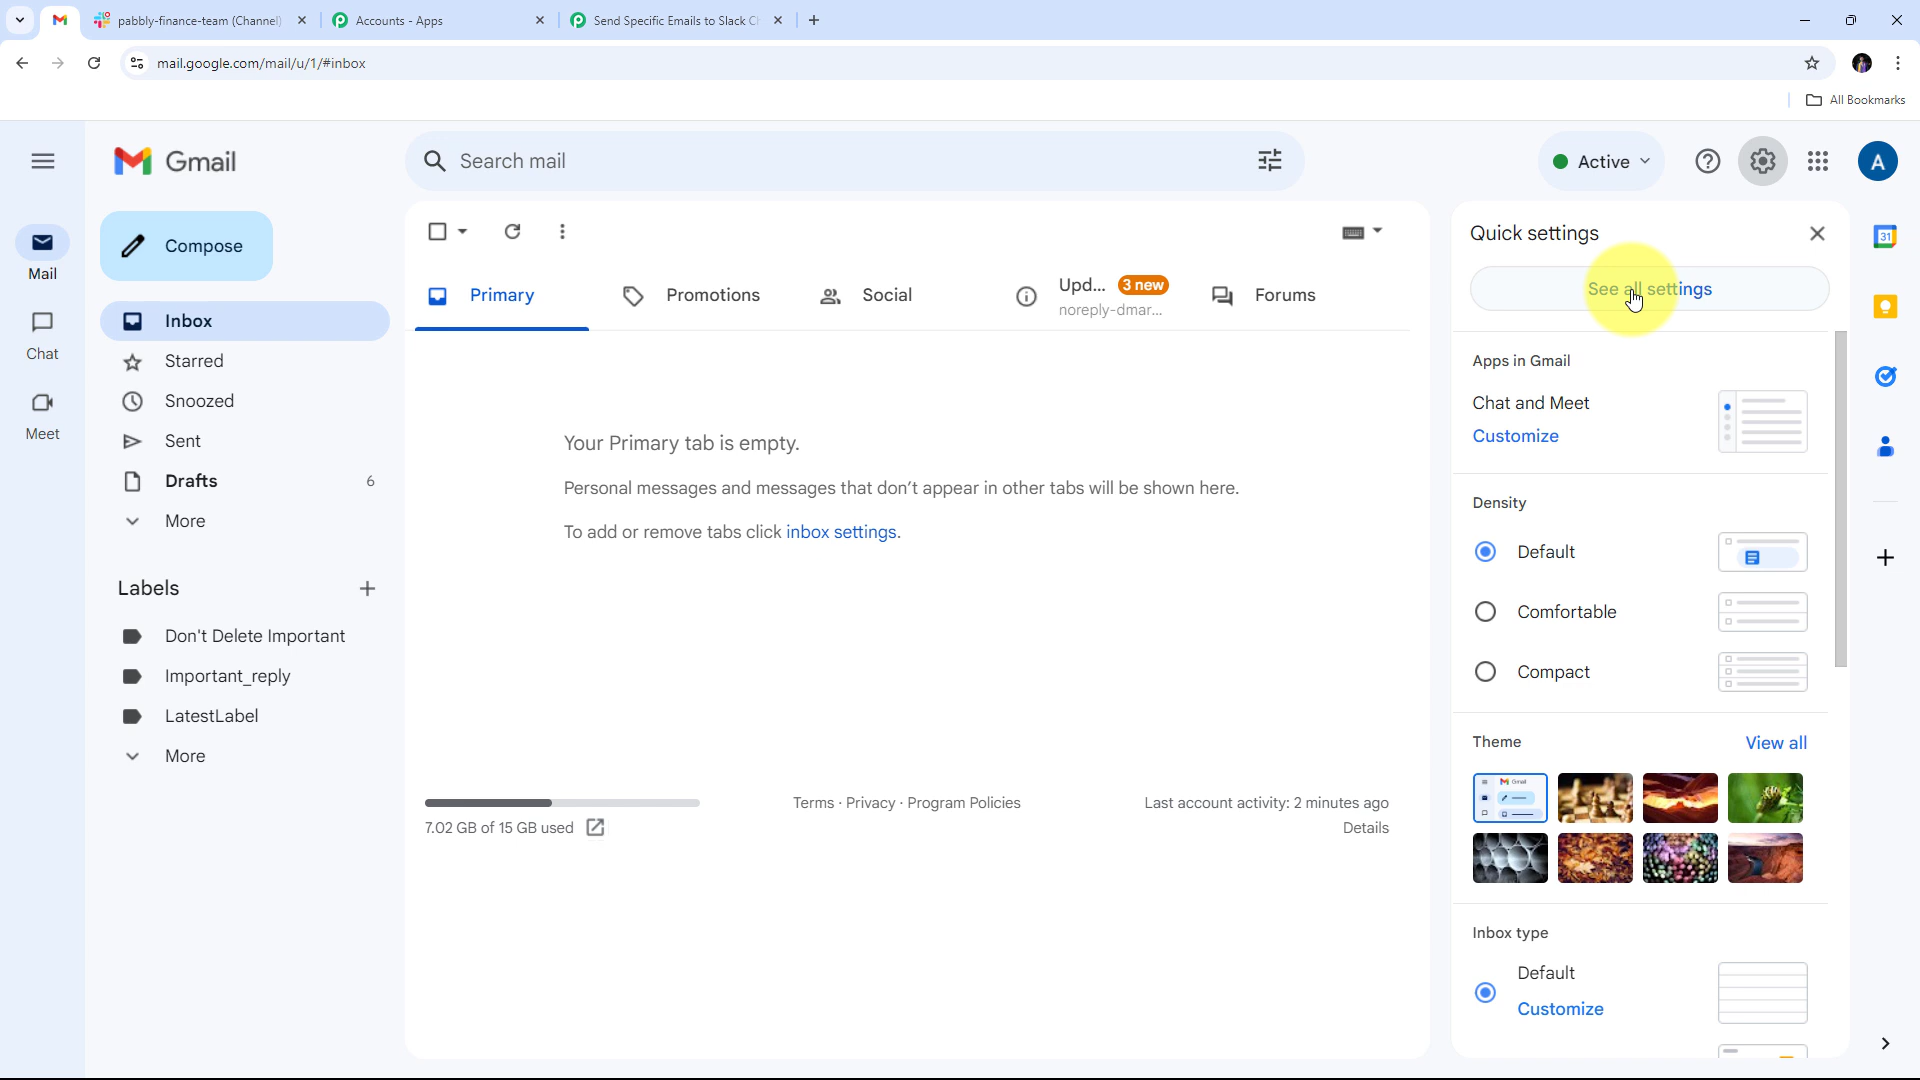 pabbly-finance-team (Channel)
Accounts - Apps
Send Specific Emails to Slack C
mail.google.com/mail/u/1/#inbox
All Bookmarks
Gmail
Search mail
Active
A
Mail
Chat
Meet
Compose
Inbox
Starred
Snoozed
Sent
Drafts 6
More
Labels
Don't Delete Important
Important_reply
LatestLabel
More
Primary
Promotions
Social
Upd... 3 new
noreply-dmar...
Forums
Your Primary tab is empty.
Personal messages and messages that don't appear in other tabs will be shown here.
To add or remove tabs click inbox settings.
7.02 GB of 15 GB used
Terms · Privacy · Program Policies
Last account activity: 2 minutes ago
Details
Quick settings
See all settings
Apps in Gmail
Chat and Meet
Customize
Density
Default
Comfortable
Compact
Theme
View all
Gmail
Inbox type
Default
Customize
31